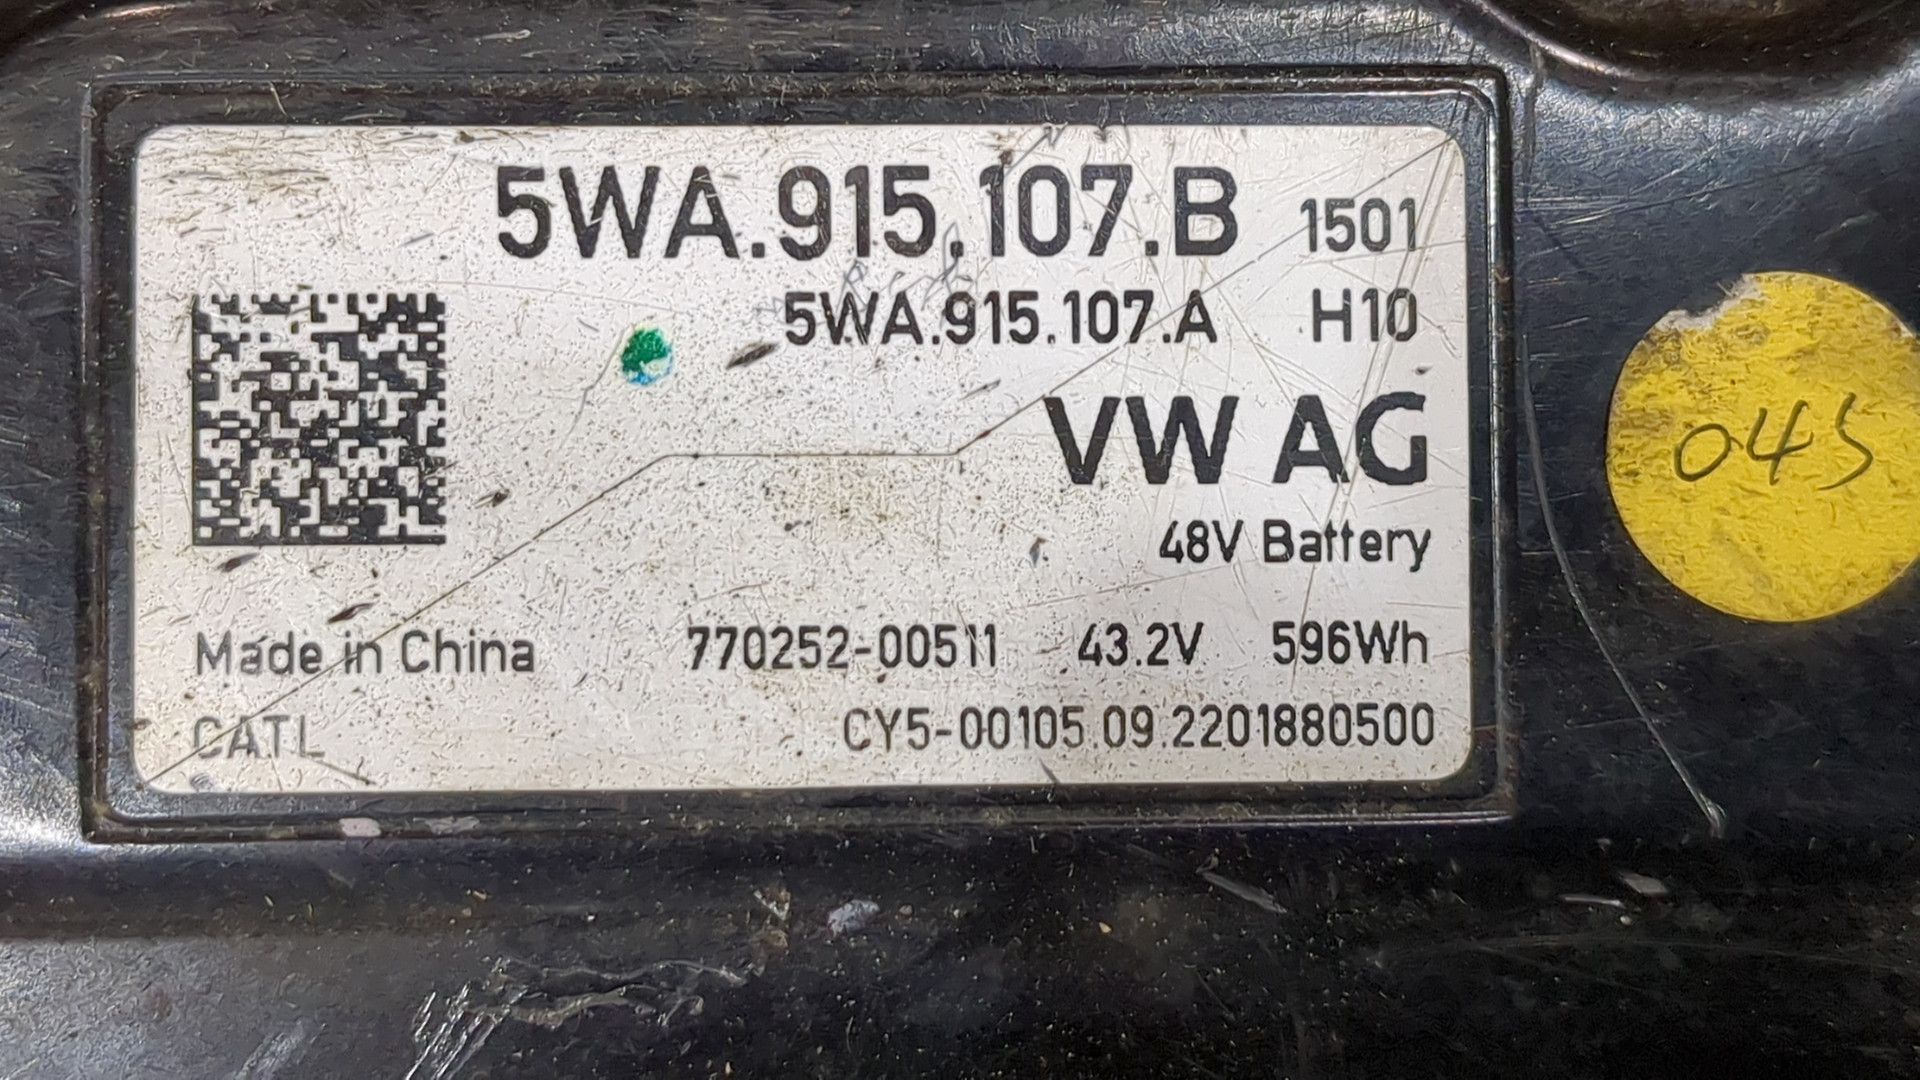 5WA.915.107.B 1501
5WA.915.107.A H10
VW AG
48V Battery
Made in China 770252-00511 43.2V 596Wh
CATL CY5-00105.09.2201880500
045